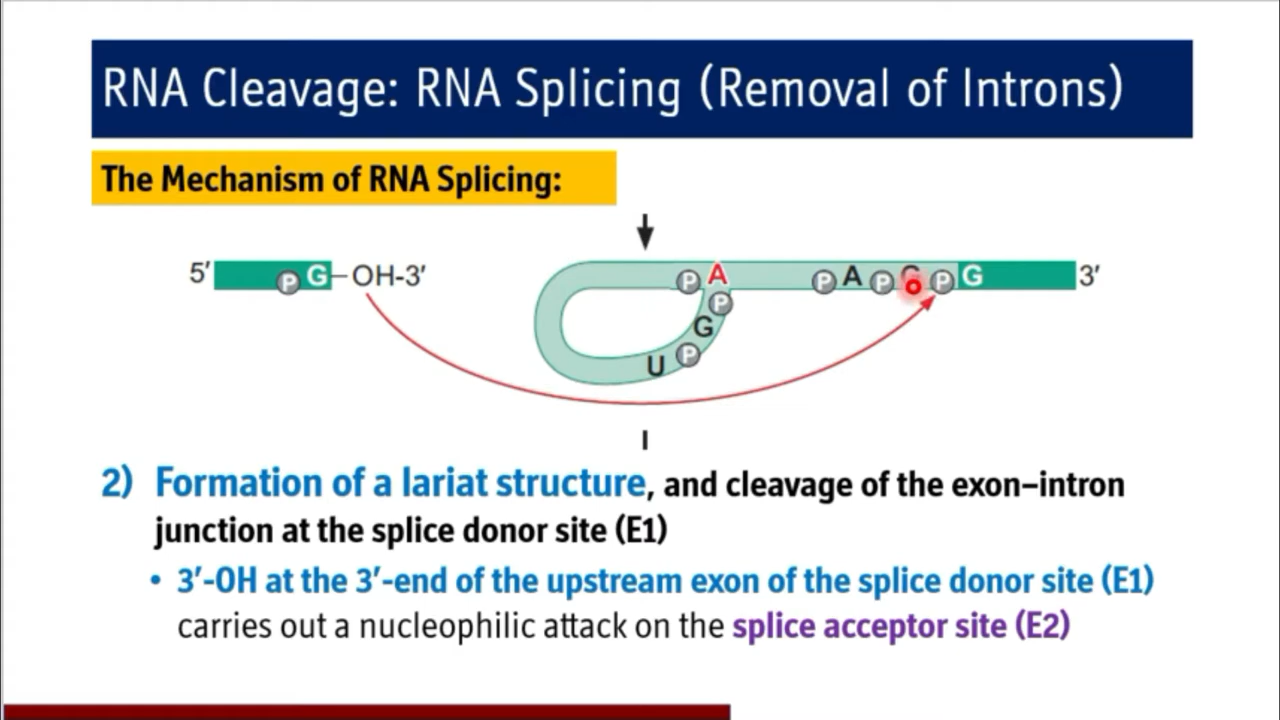 RNA Cleavage: RNA Splicing (Removal of Introns)
The Mechanism of RNA Splicing:
5′ P G–OH-3′ P A P A P P G 3′
P
G
U P
I
2) Formation of a lariat structure, and cleavage of the exon–intron
junction at the splice donor site (E1)
• 3′-OH at the 3′-end of the upstream exon of the splice donor site (E1)
carries out a nucleophilic attack on the splice acceptor site (E2)